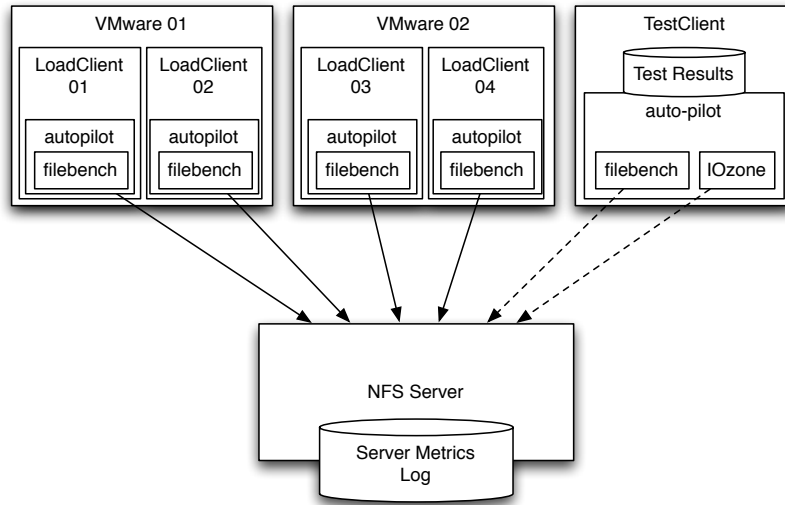 VMware 01
LoadClient
01
autopilot
filebench
LoadClient
02
autopilot
filebench
VMware 02
LoadClient
03
autopilot
filebench
LoadClient
04
autopilot
filebench
TestClient
Test Results
auto-pilot
filebench
IOzone
NFS Server
Server Metrics
Log